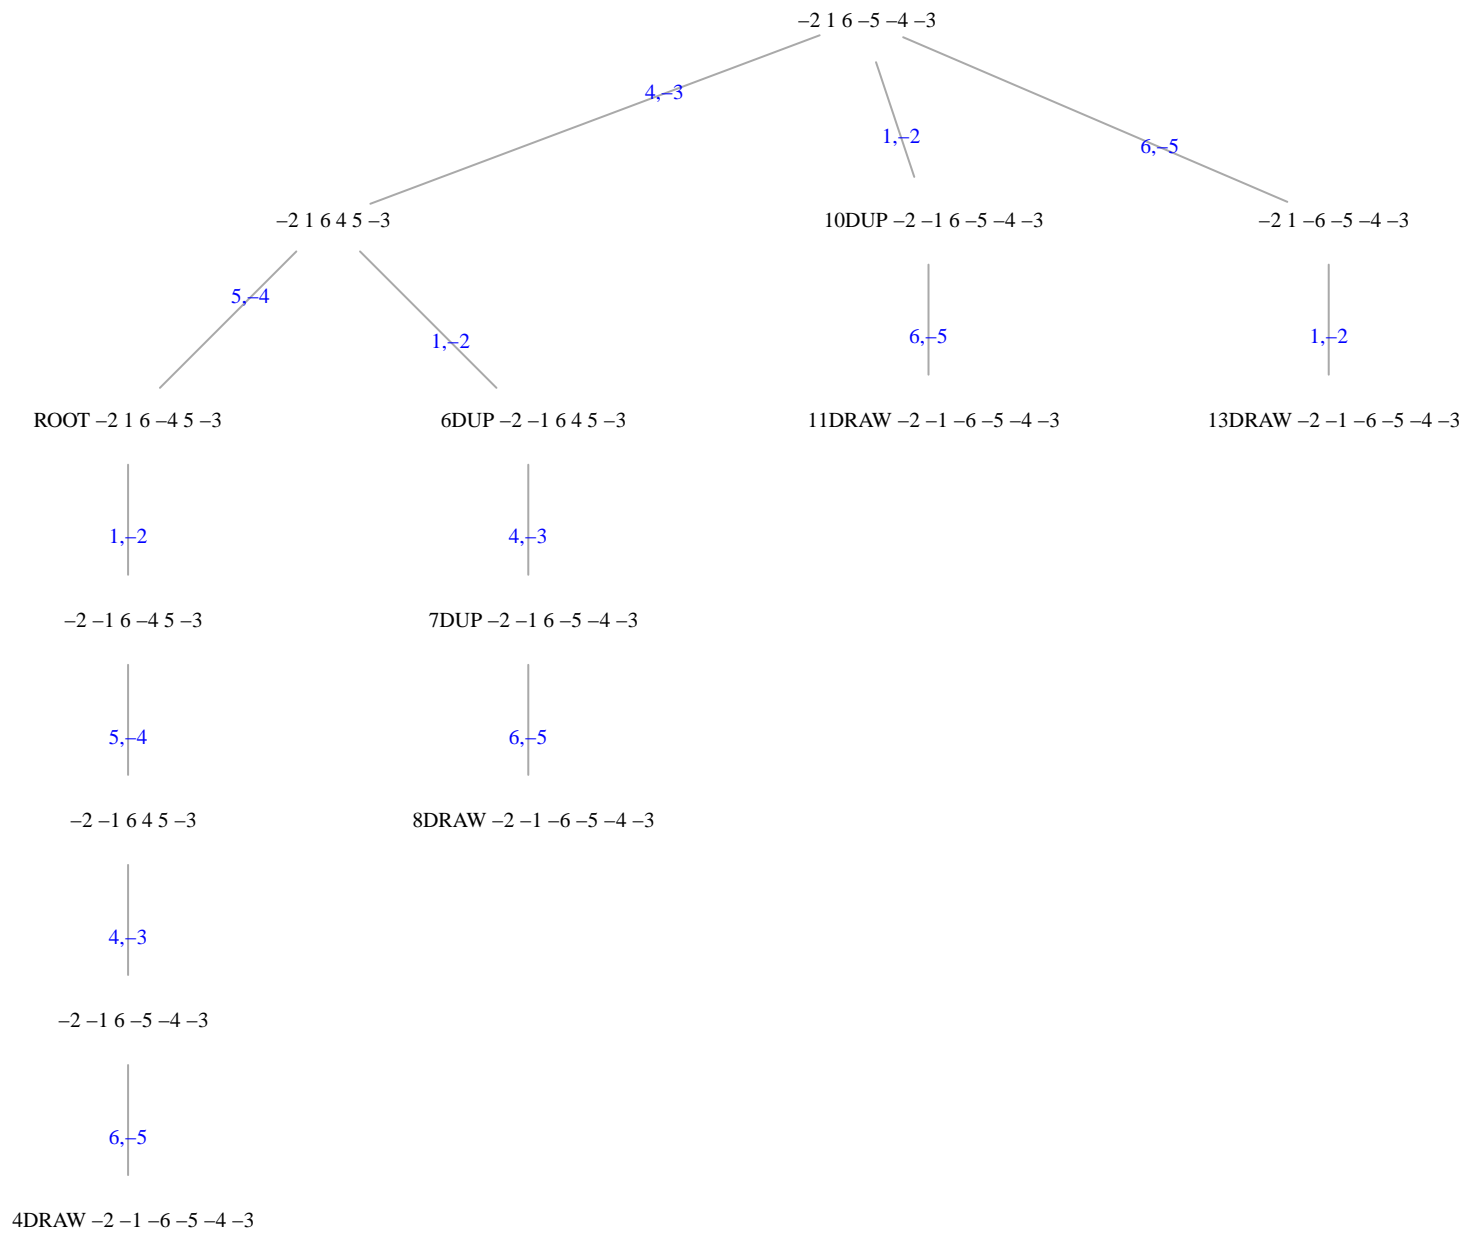 –2 1 6 –5 –4 –3
4,–3
1,–2
6,–5
–2 1 6 4 5 –3
10DUP –2 –1 6 –5 –4 –3
–2 1 –6 –5 –4 –3
5,–4
1,–2
6,–5
1,–2
ROOT –2 1 6 –4 5 –3
6DUP –2 –1 6 4 5 –3
11DRAW –2 –1 –6 –5 –4 –3
13DRAW –2 –1 –6 –5 –4 –3
1,–2
4,–3
–2 –1 6 –4 5 –3
7DUP –2 –1 6 –5 –4 –3
5,–4
6,–5
–2 –1 6 4 5 –3
8DRAW –2 –1 –6 –5 –4 –3
4,–3
–2 –1 6 –5 –4 –3
6,–5
4DRAW –2 –1 –6 –5 –4 –3